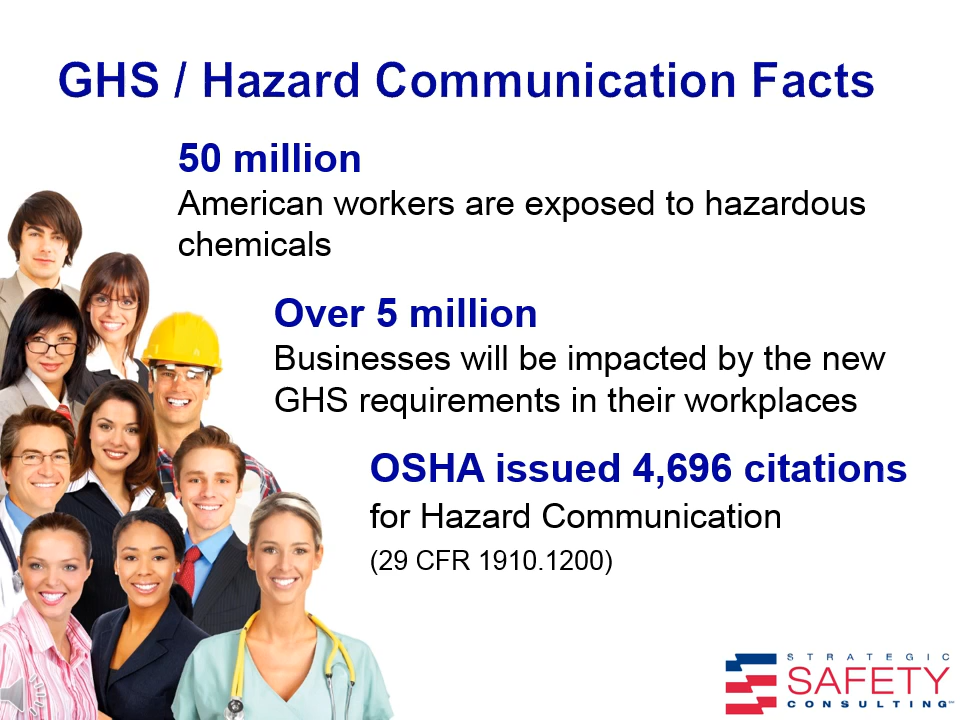 GHS / Hazard Communication Facts
50 million
American workers are exposed to hazardous
chemicals
Over 5 million
Businesses will be impacted by the new
GHS requirements in their workplaces
OSHA issued 4,696 citations
for Hazard Communication
(29 CFR 1910.1200)
STRATEGIC
SAFETY
CONSULTING